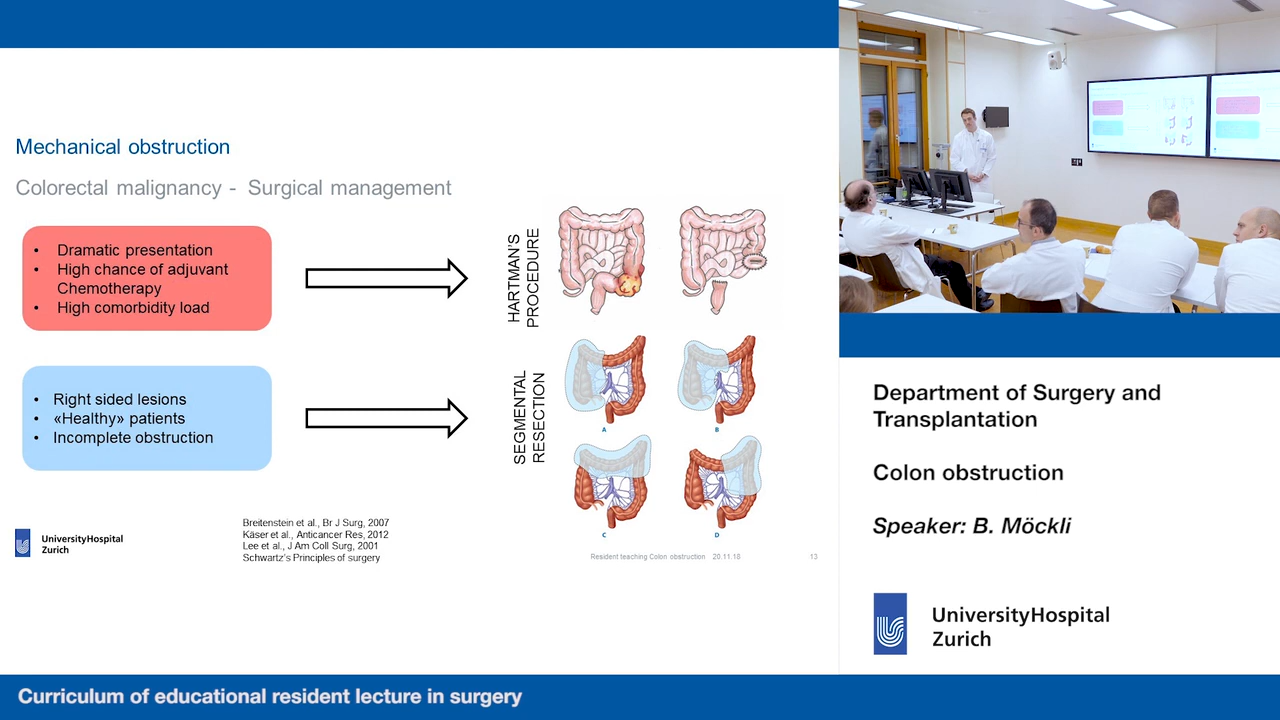 Mechanical obstruction
Colorectal malignancy - Surgical management
• Dramatic presentation
• High chance of adjuvant
Chemotherapy
• High comorbidity load
HARTMAN'S
PROCEDURE
• Right sided lesions
• «Healthy» patients
• Incomplete obstruction
SEGMENTAL
RESECTION
A
B
C
D
UniversityHospital
Zurich
Breitenstein et al., Br J Surg, 2007
Käser et al., Anticancer Res, 2012
Lee et al., J Am Coll Surg, 2001
Schwartz's Principles of surgery
Resident teaching Colon obstruction 20.11.18
13
Department of Surgery and
Transplantation
Colon obstruction
Speaker: B. Möckli
UniversityHospital
Zurich
Curriculum of educational resident lecture in surgery